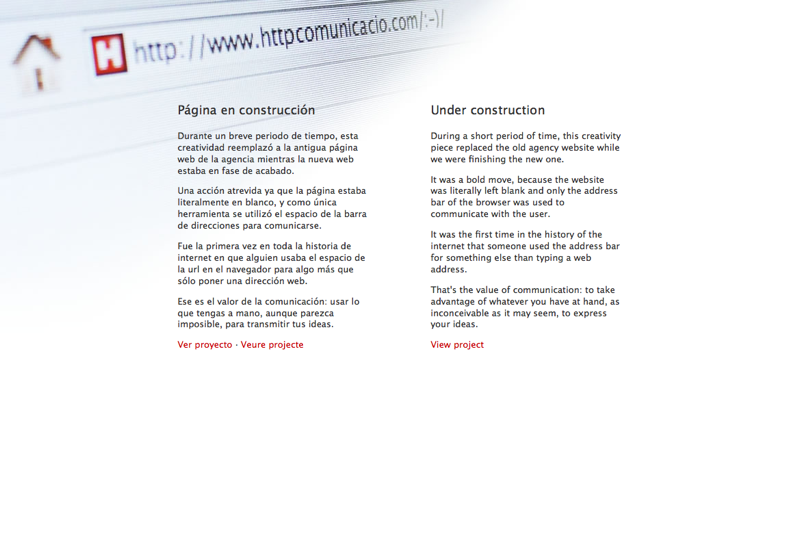 H http://www.httpcomunicacio.com/:-)/
Página en construcción
Durante un breve periodo de tiempo, esta
creatividad reemplazó a la antigua página
web de la agencia mientras la nueva web
estaba en fase de acabado.
Una acción atrevida ya que la página estaba
literalmente en blanco, y como única
herramienta se utilizó el espacio de la barra
de direcciones para comunicarse.
Fue la primera vez en toda la historia de
internet en que alguien usaba el espacio de
la url en el navegador para algo más que
sólo poner una dirección web.
Ese es el valor de la comunicación: usar lo
que tengas a mano, aunque parezca
imposible, para transmitir tus ideas.
Ver proyecto · Veure projecte
Under construction
During a short period of time, this creativity
piece replaced the old agency website while
we were finishing the new one.
It was a bold move, because the website
was literally left blank and only the address
bar of the browser was used to
communicate with the user.
It was the first time in the history of the
internet that someone used the address bar
for something else than typing a web
address.
That's the value of communication: to take
advantage of whatever you have at hand, as
inconceivable as it may seem, to express
your ideas.
View project